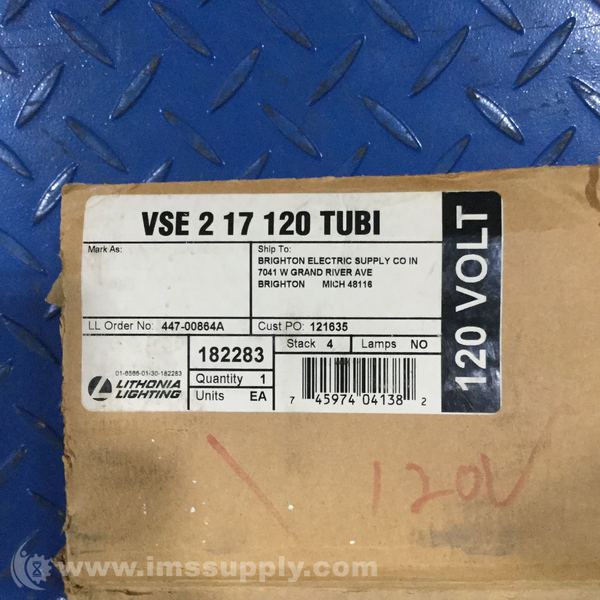 VSE 2 17 120 TUBI
Mark As:
Ship To:
BRIGHTON ELECTRIC SUPPLY CO IN
7041 W GRAND RIVER AVE
BRIGHTON MICH 48116
LL Order No: 447-00864A
Cust PO: 121635
120 VOLT
01-6586-01-30-182283
LITHONIA
LIGHTING
182283
Quantity 1
Units EA
Stack 4
Lamps NO
7 45974 04138 2
120V
www.imssupply.com